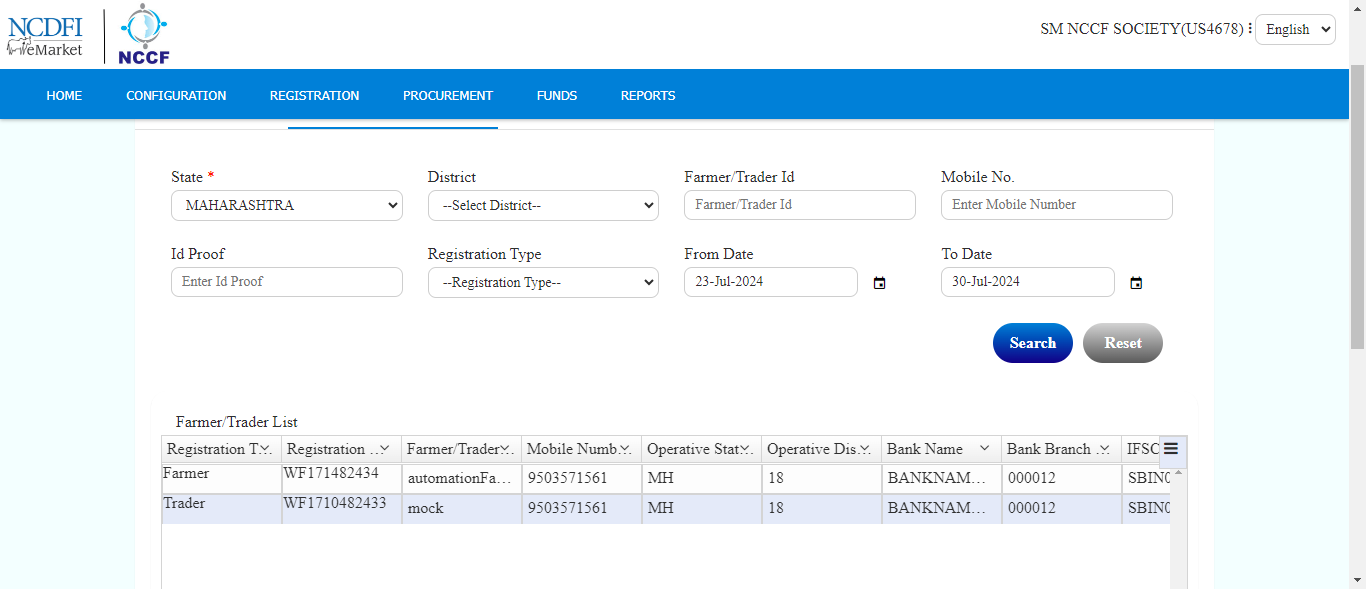 NCDFI
eMarket
NCCF
SM NCCF SOCIETY(US4678)
English
HOME CONFIGURATION REGISTRATION PROCUREMENT FUNDS REPORTS
State * District Farmer/Trader Id Mobile No.
MAHARASHTRA --Select District-- Farmer/Trader Id Enter Mobile Number
Id Proof Registration Type From Date To Date
Enter Id Proof --Registration Type-- 23-Jul-2024 30-Jul-2024
Search Reset
Farmer/Trader List
Registration T... Registration ... Farmer/Trader... Mobile Numb... Operative Stat... Operative Dis... Bank Name Bank Branch ... IFSC
Farmer WF171482434 automationFa... 9503571561 MH 18 BANKNAM... 000012 SBIN0
Trader WF1710482433 mock 9503571561 MH 18 BANKNAM... 000012 SBIN0